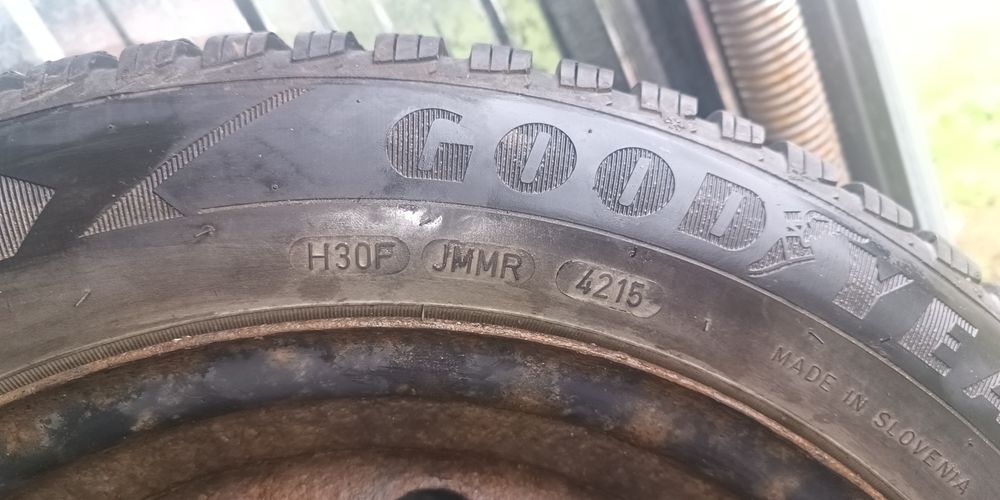 GOODYEA
H30F JMMR 4215
MADE IN SLOVENIA